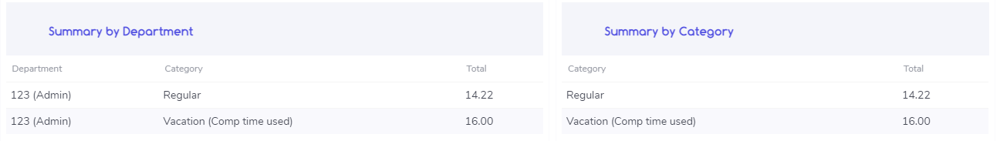 Summary by Department
Department Category Total
123 (Admin) Regular 14.22
123 (Admin) Vacation (Comp time used) 16.00
Summary by Category
Category Total
Regular 14.22
Vacation (Comp time used) 16.00